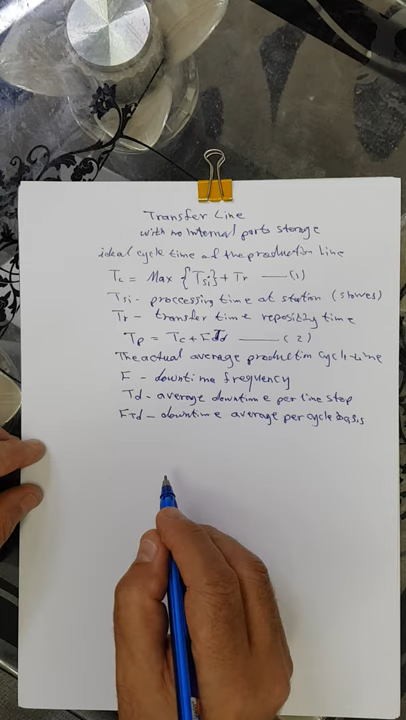 Transfer Line
with no Internal parts storage
ideal cycle time of the production line
Tc = Max {Tsi} + Tr —— (1)
Tsi - proccessing time at station (slowes)
Tr - transfer time repositing time
Tp = Tc + FTd —— (2)
The actual average production cycle time
F - downtime frequency
Td - average downtime per line stop
FTd - downtime average per cycle basis